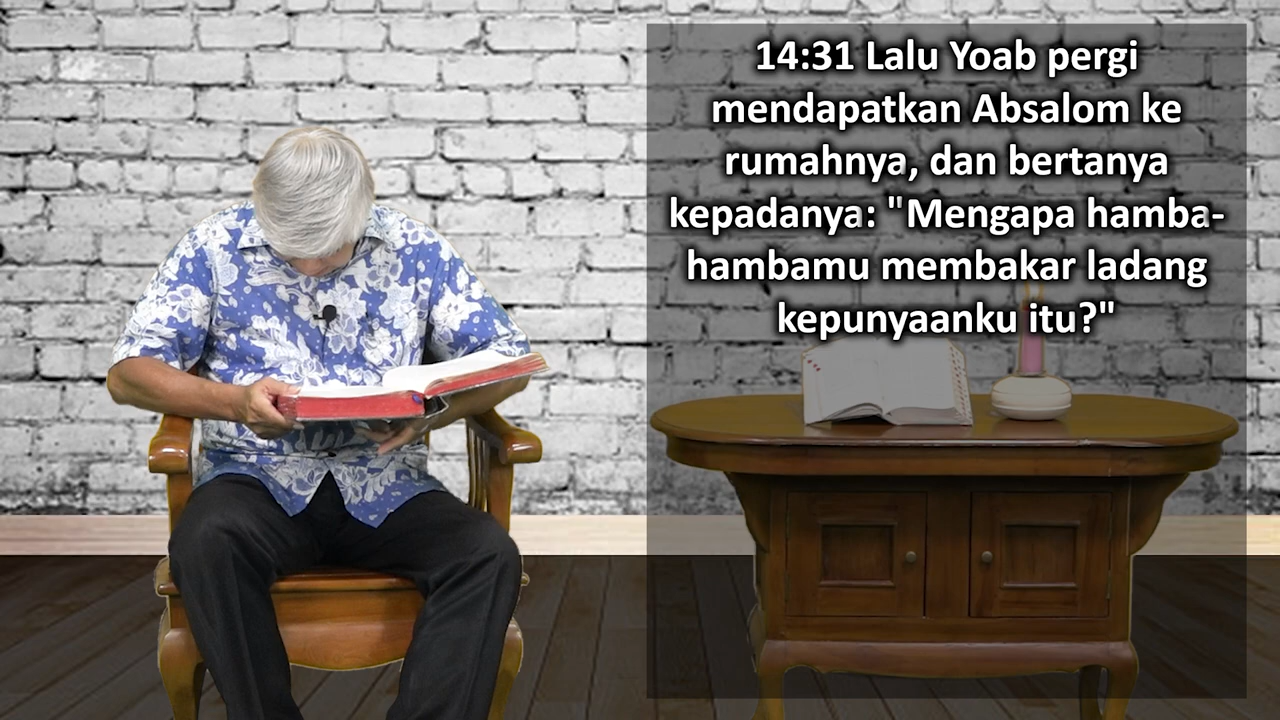 14:31 Lalu Yoab pergi
mendapatkan Absalom ke
rumahnya, dan bertanya
kepadanya: "Mengapa hamba-
hambamu membakar ladang
kepunyaanku itu?"